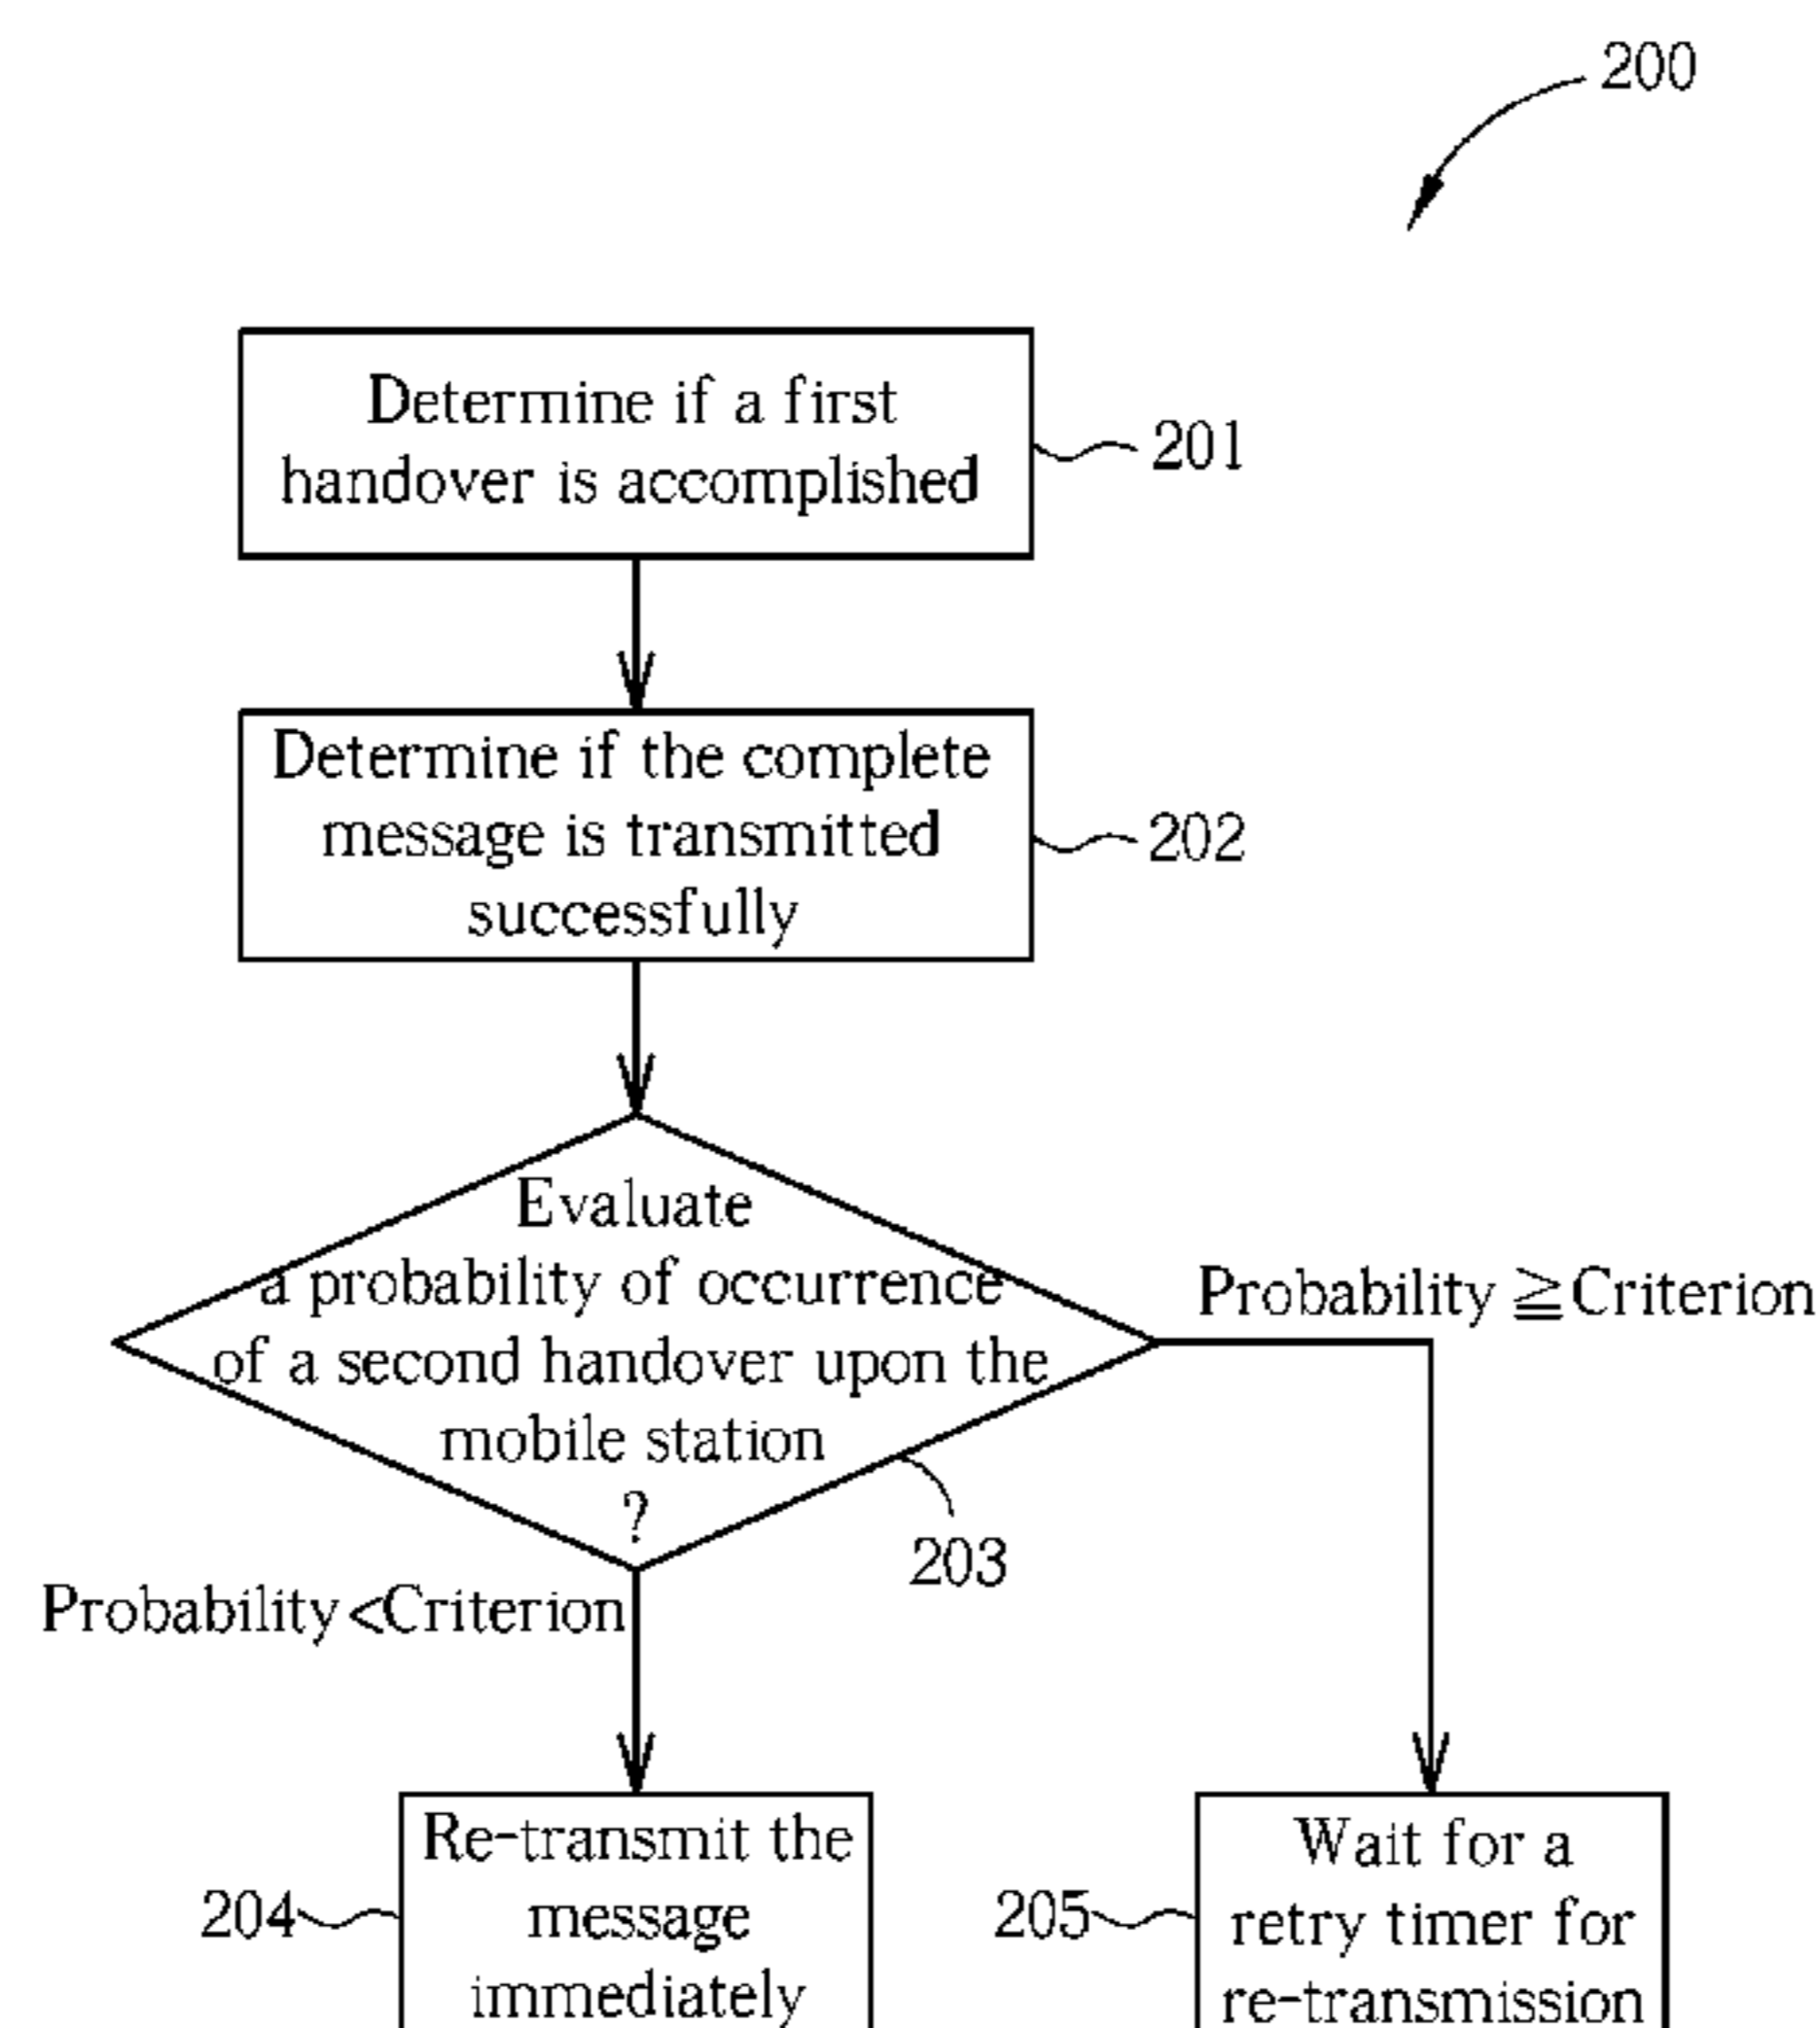 200
Determine if a first
handover is accomplished
201
Determine if the complete
message is transmitted
successfully
202
Evaluate
a probability of occurrence
of a second handover upon the
mobile station
?
203
Probability ≧Criterion
Probability<Criterion
Re-transmit the
message
immediately
204
Wait for a
retry timer for
re-transmission
205